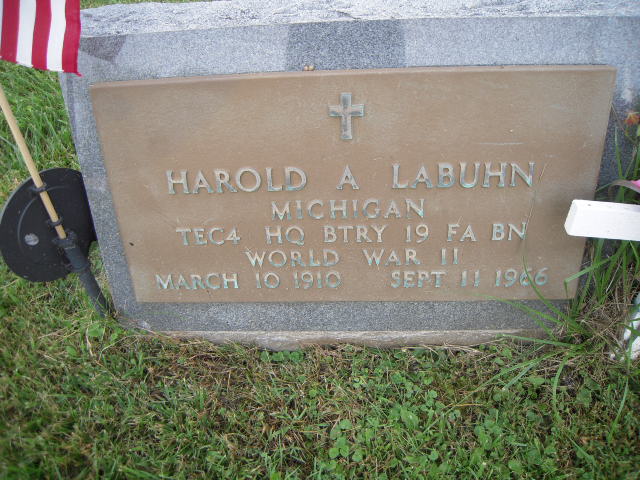 HAROLD A LABUHN
MICHIGAN
TEC4 HQ BTRY 19 FA BN
WORLD WAR II
MARCH 10 1910 SEPT 11 1966